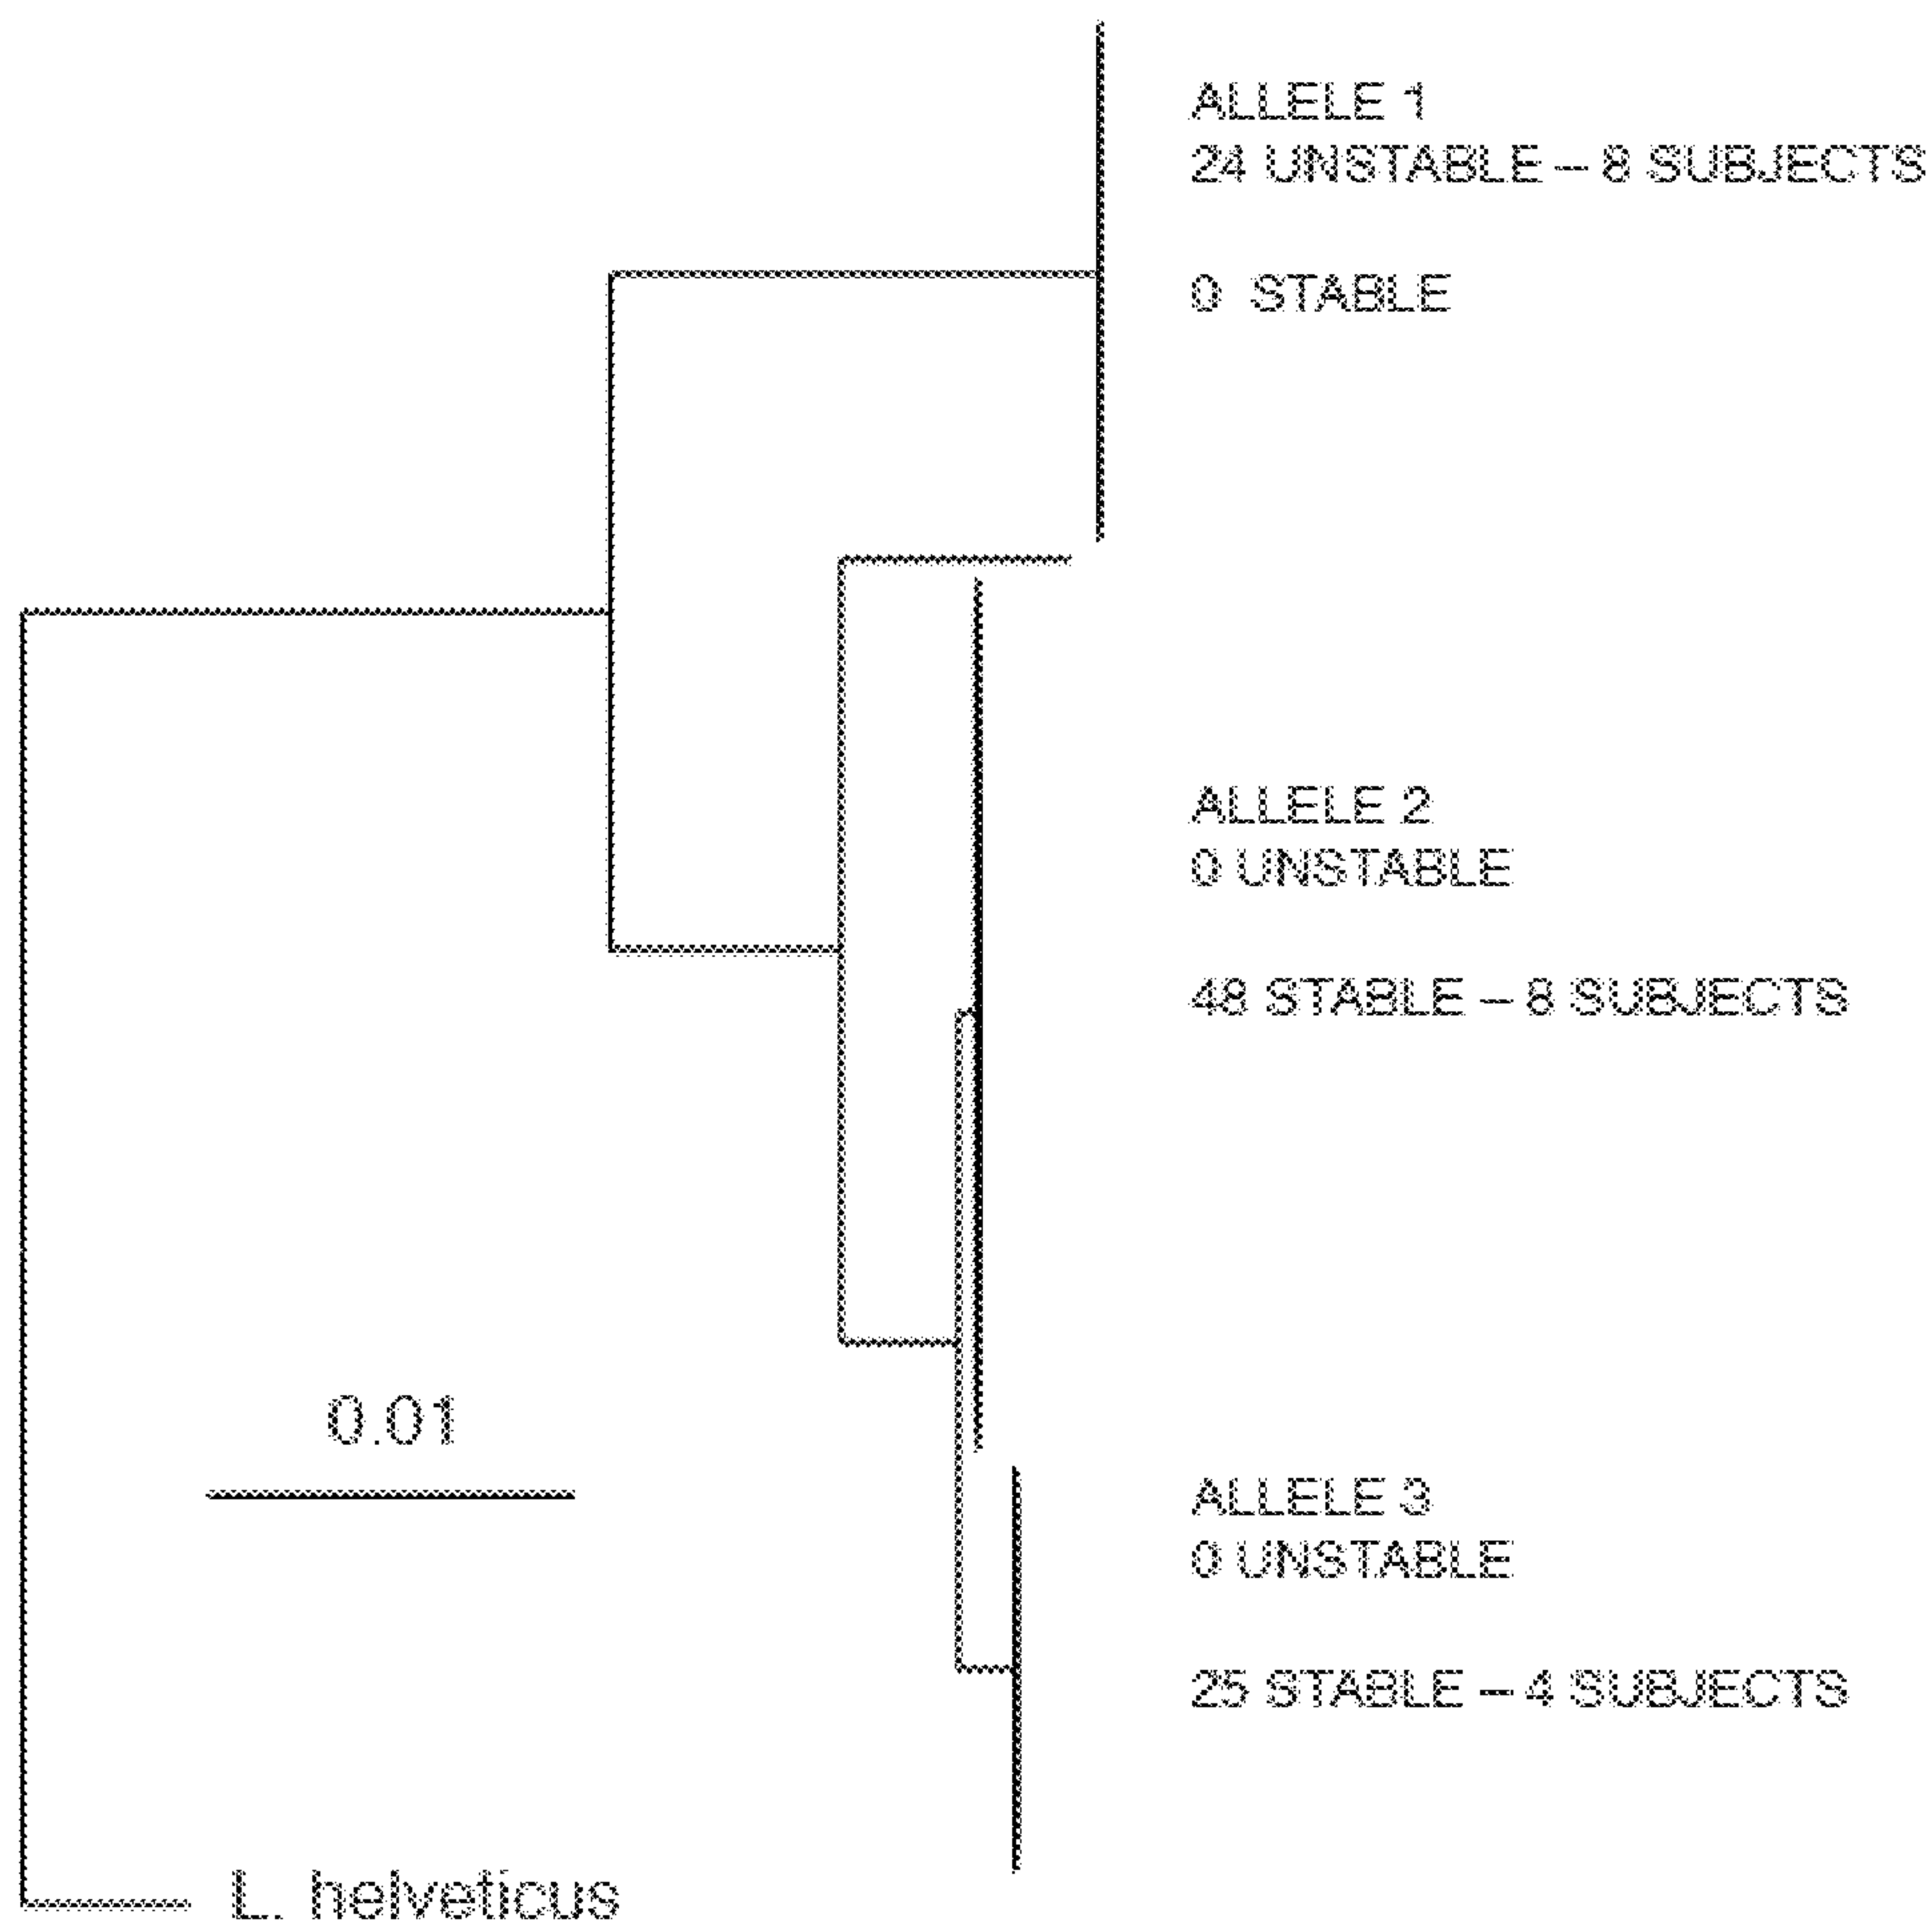 ALLELE 1
24 UNSTABLE – 8 SUBJECTS
0 STABLE
ALLELE 2
0 UNSTABLE
48 STABLE – 8 SUBJECTS
0.01
ALLELE 3
0 UNSTABLE
25 STABLE – 4 SUBJECTS
L. helveticus